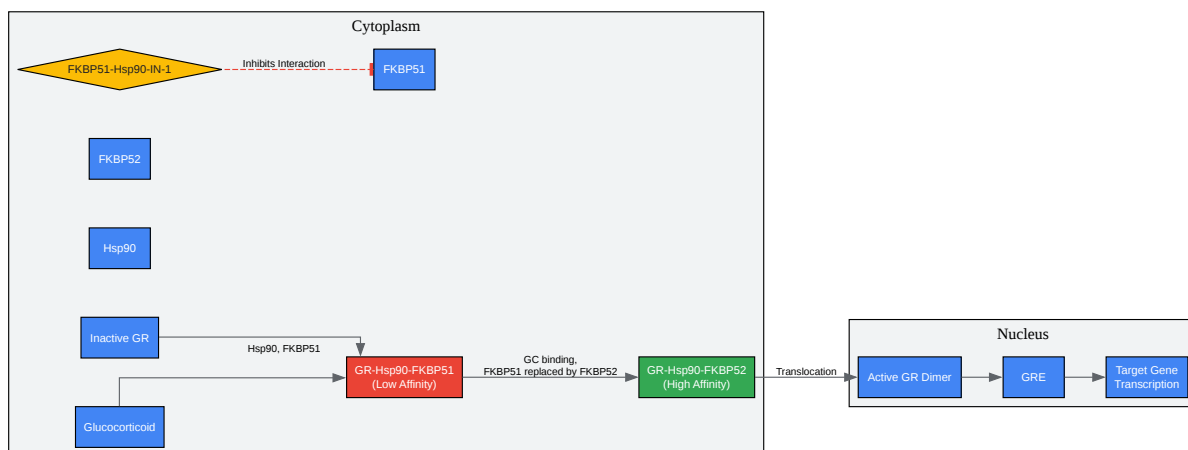 Cytoplasm
FKBP51-Hsp90-IN-1
Inhibits Interaction
FKBP51
FKBP52
Hsp90
Inactive GR
Hsp90, FKBP51
Glucocorticoid
GR-Hsp90-FKBP51
(Low Affinity)
GC binding,
FKBP51 replaced by FKBP52
GR-Hsp90-FKBP52
(High Affinity)
Translocation
Nucleus
Active GR Dimer
GRE
Target Gene
Transcription